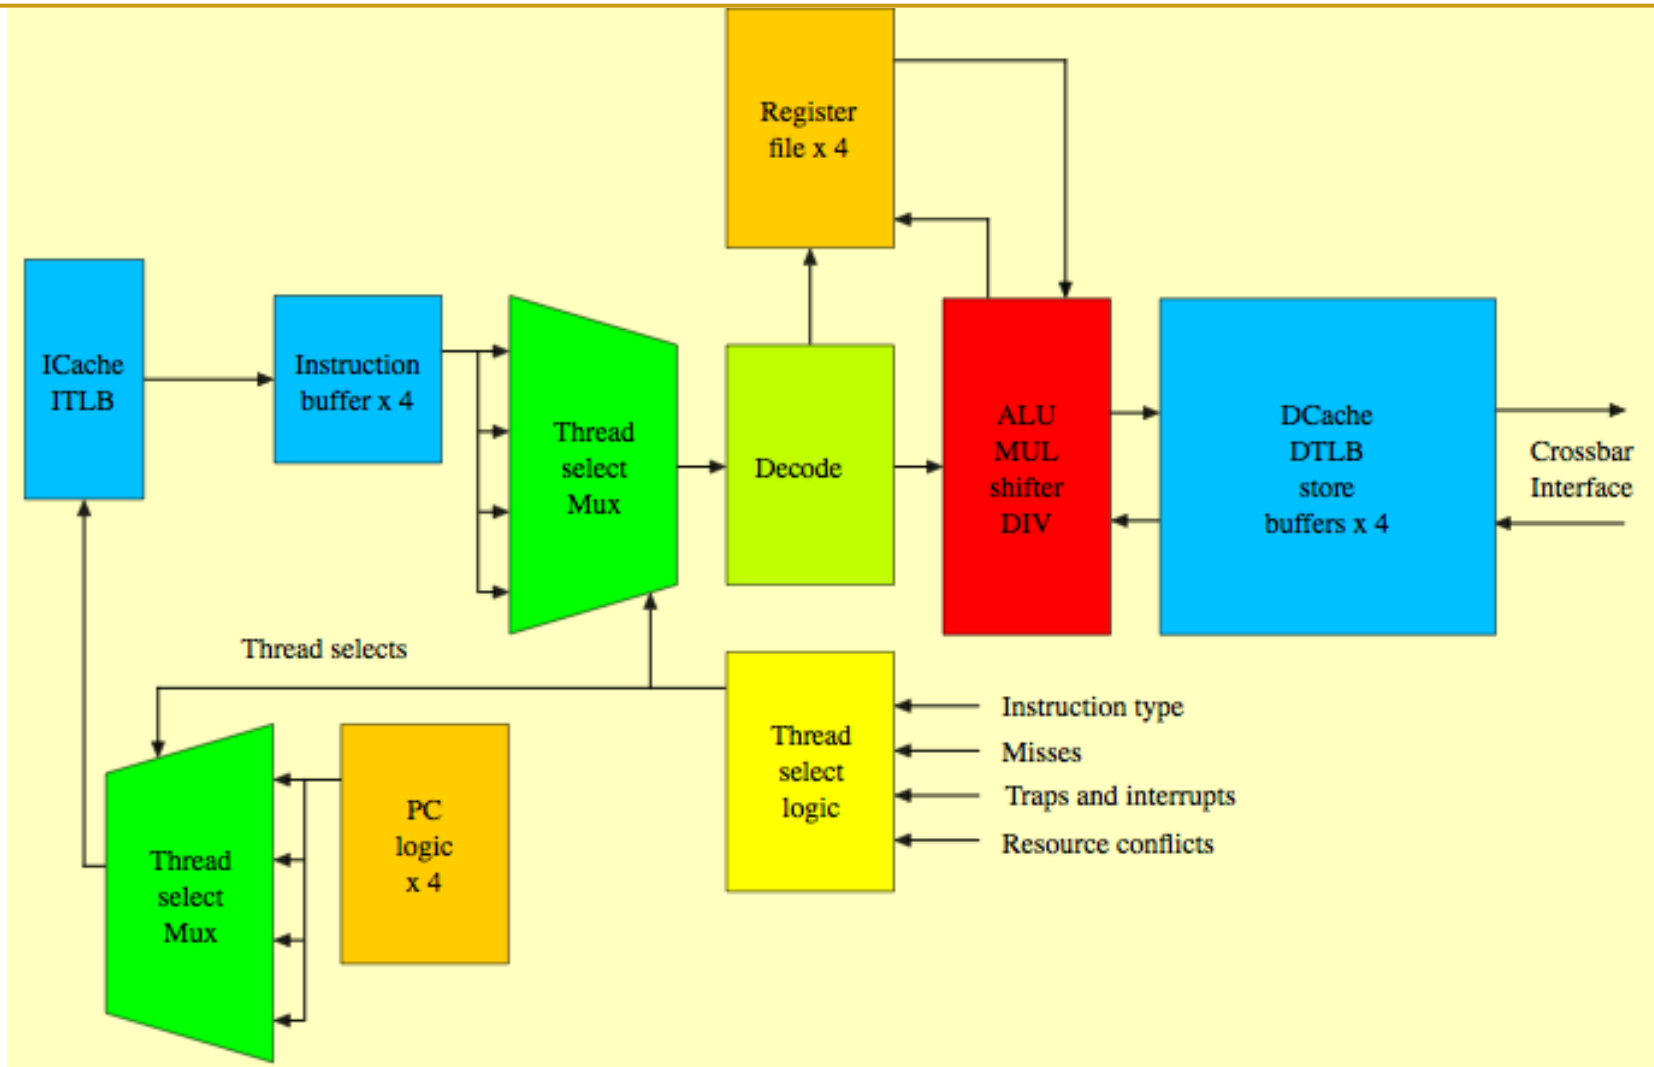 Register
file x 4
ICache
ITLB
Instruction
buffer x 4
Thread
select
Mux
Decode
ALU
MUL
shifter
DIV
DCache
DTLB
store
buffers x 4
Crossbar
Interface
Thread selects
Thread
select
logic
Instruction type
Misses
Traps and interrupts
Resource conflicts
PC
logic
x 4
Thread
select
Mux